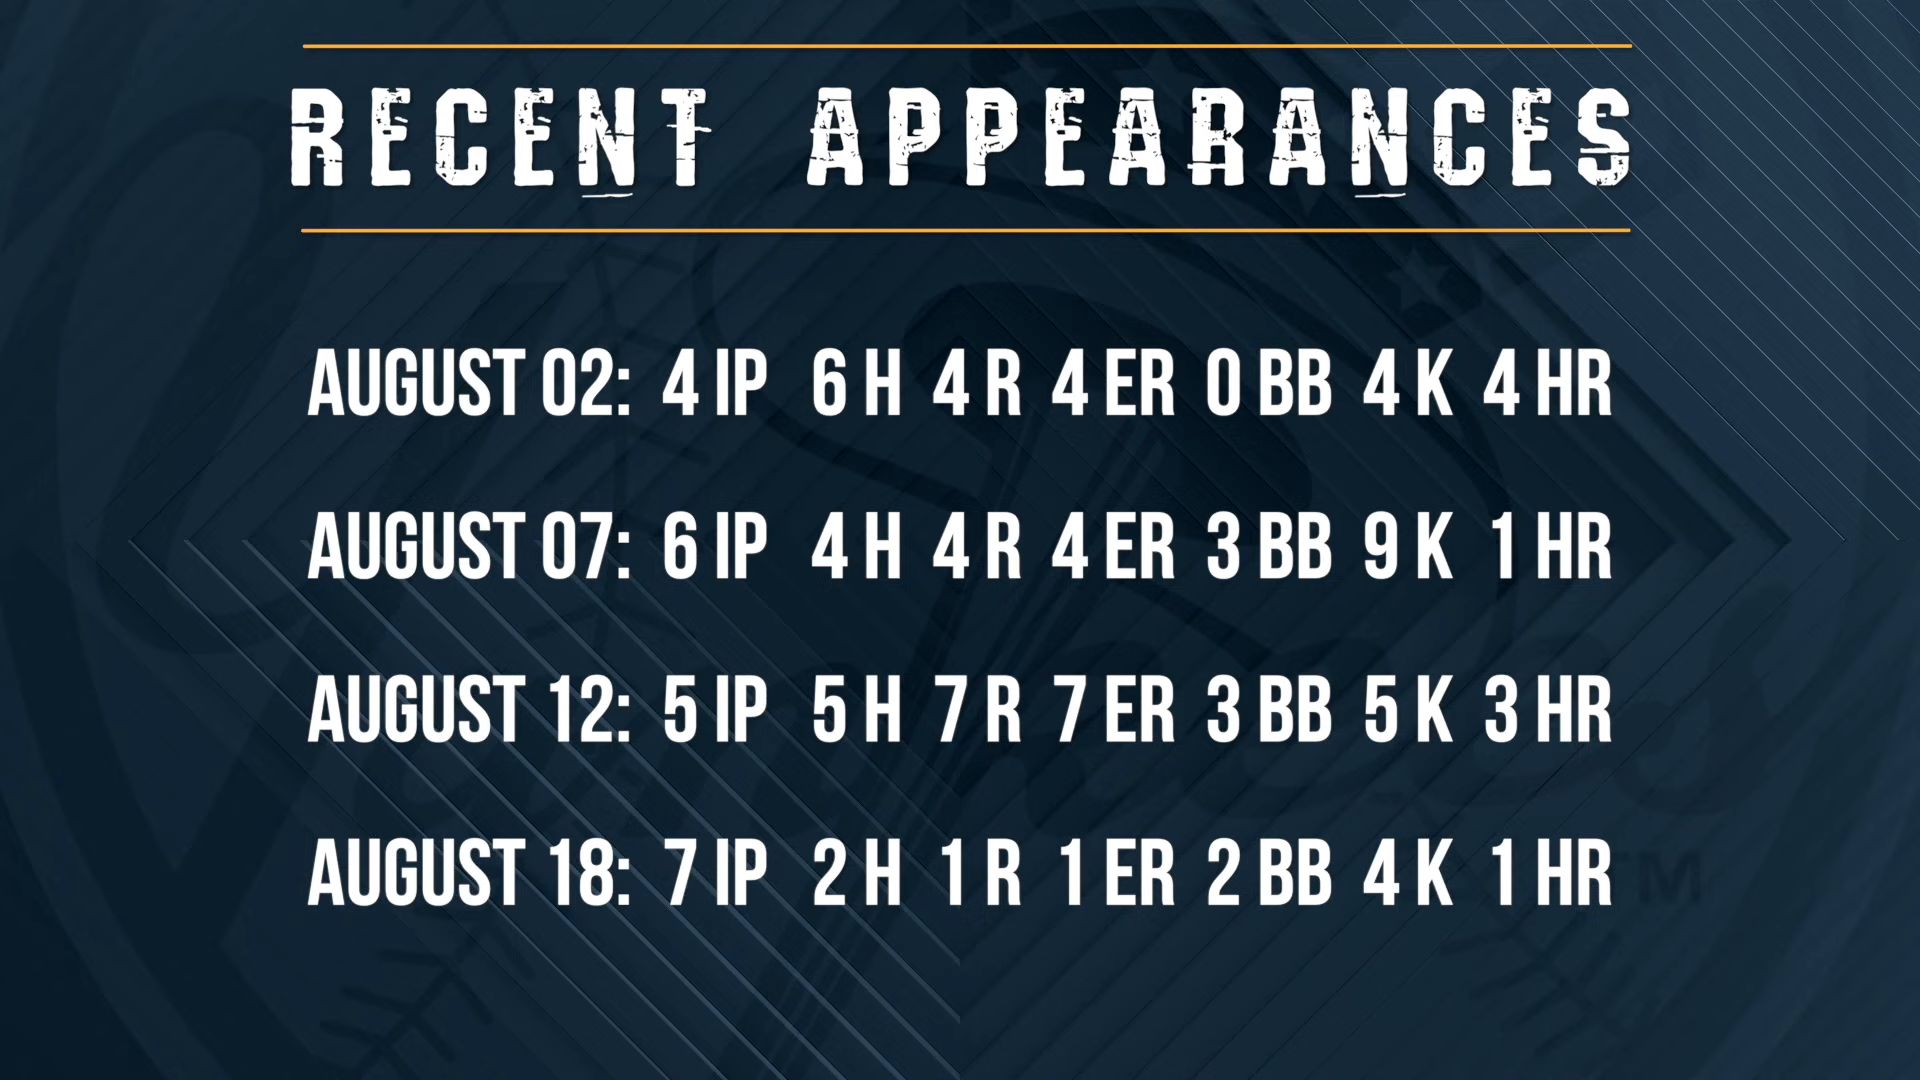 RECENT APPEARANCES
AUGUST 02: 4 IP 6 H 4 R 4 ER 0 BB 4 K 4 HR
AUGUST 07: 6 IP 4 H 4 R 4 ER 3 BB 9 K 1 HR
AUGUST 12: 5 IP 5 H 7 R 7 ER 3 BB 5 K 3 HR
AUGUST 18: 7 IP 2 H 1 R 1 ER 2 BB 4 K 1 HR
TM